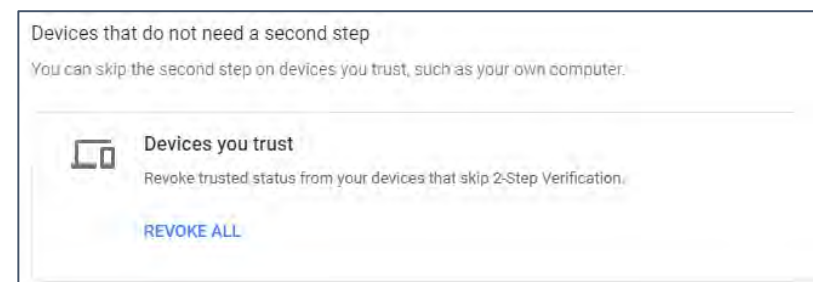 Devices that do not need a second step
You can skip the second step on devices you trust, such as your own computer.
Devices you trust
Revoke trusted status from your devices that skip 2-Step Verification.
REVOKE ALL